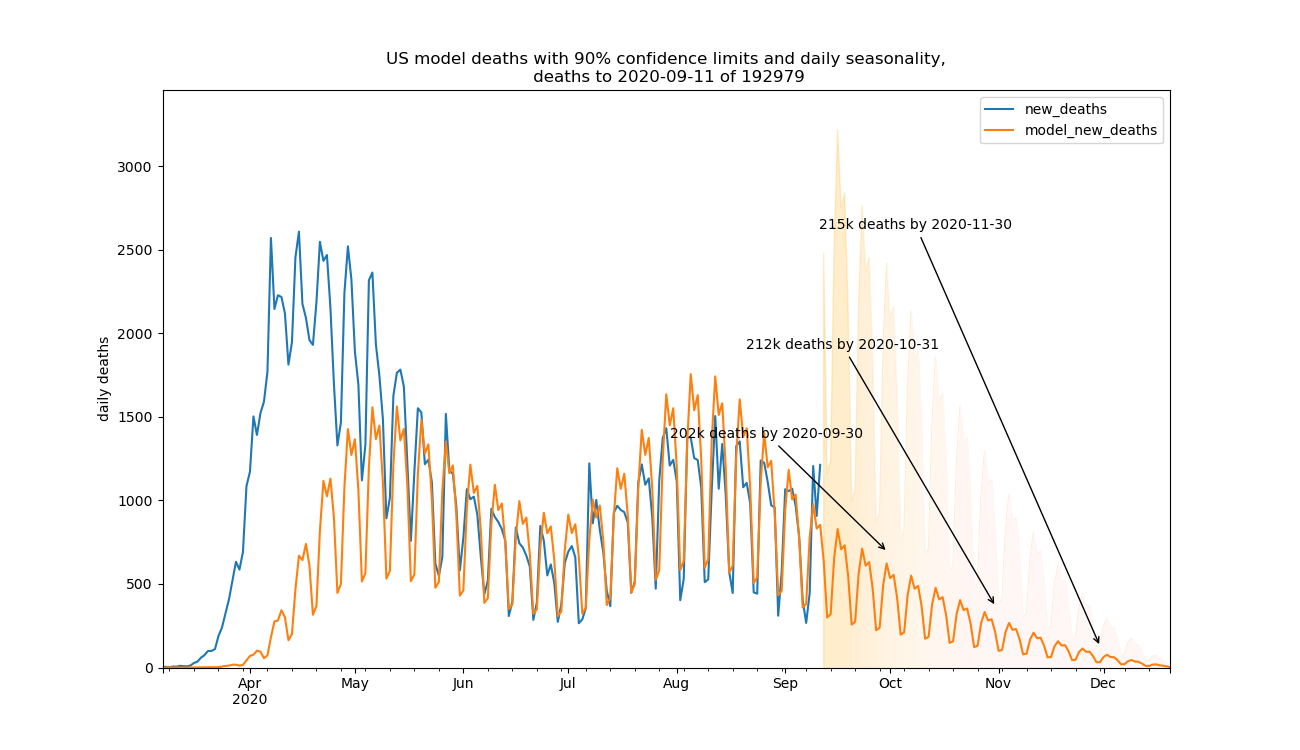 US model deaths with 90% confidence limits and daily seasonality,
deaths to 2020-09-11 of 192979
new_deaths
model_new_deaths
3000
2500
2000
1500
1000
500
0
daily deaths
215k deaths by 2020-11-30
212k deaths by 2020-10-31
202k deaths by 2020-09-30
Apr May Jun Jul Aug Sep Oct Nov Dec
2020